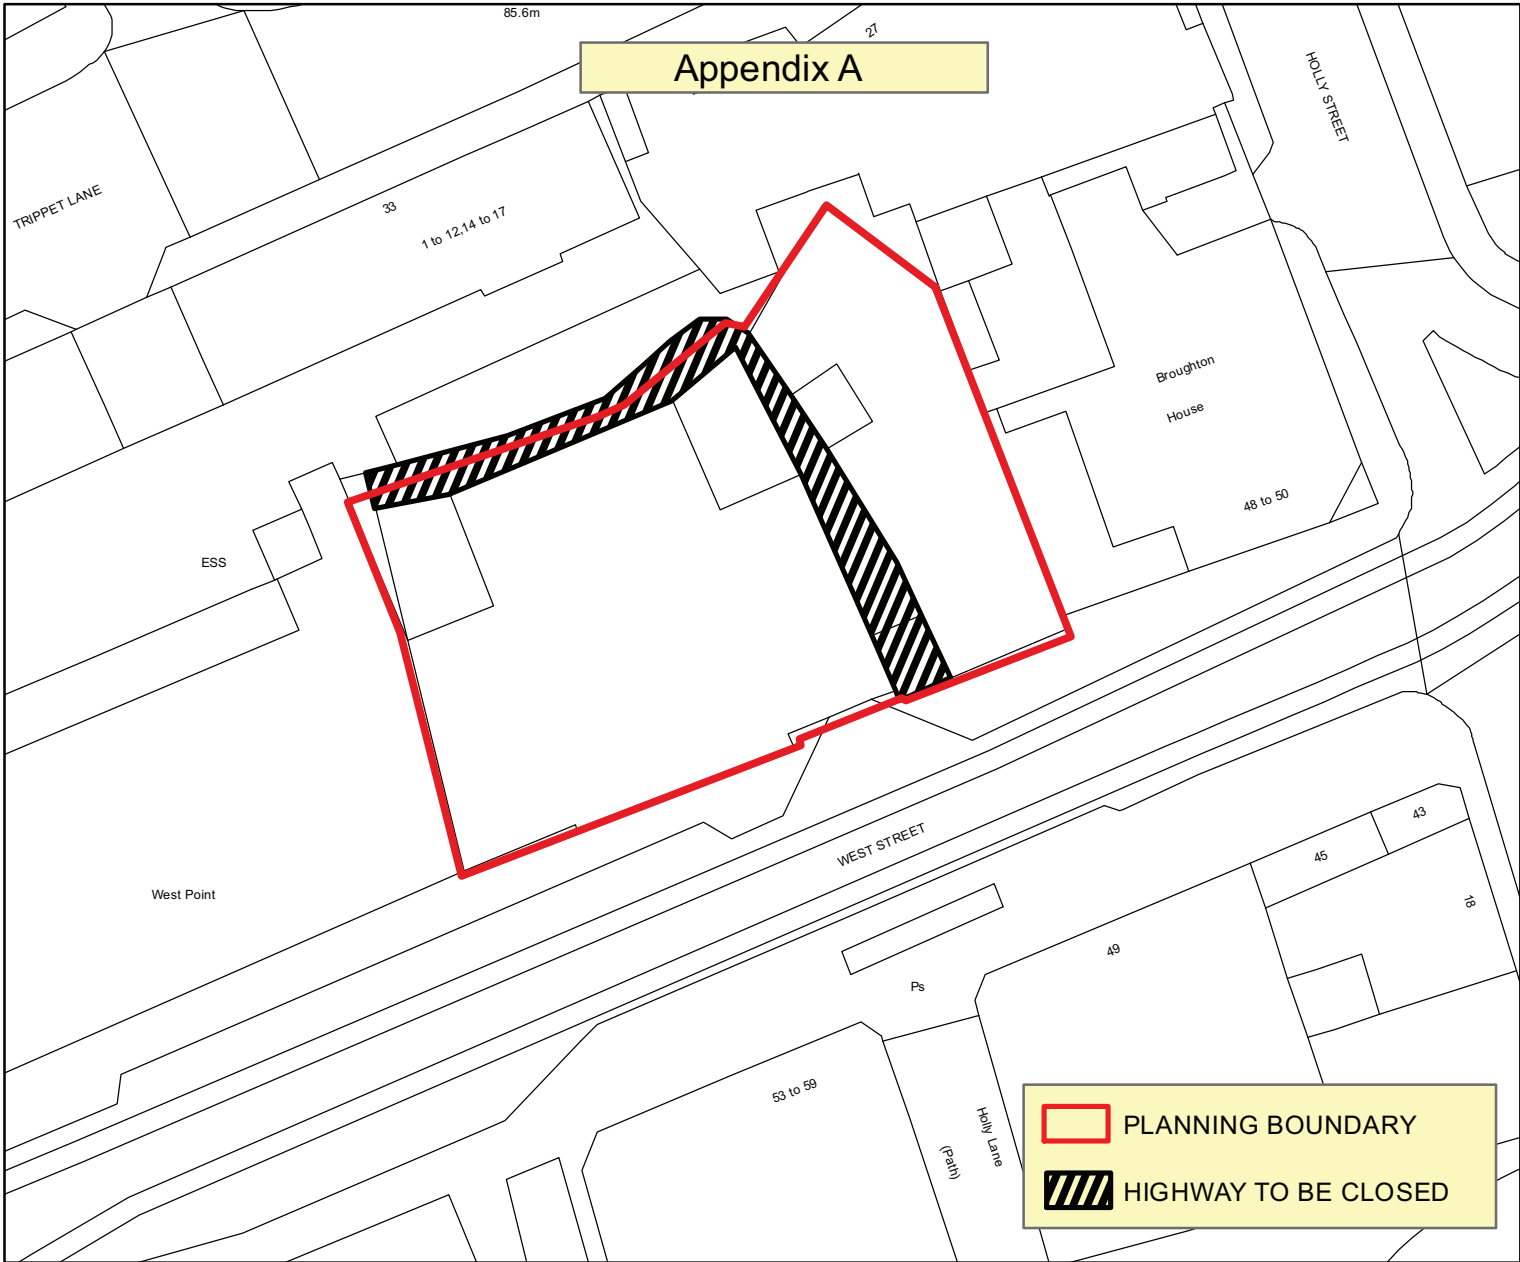 85.6m
27
Appendix A
HOLLY STREET
TRIPPET LANE
33
1 to 12,14 to 17
Broughton
House
48 to 50
ESS
West Point
WEST STREET
43
45
18
49
Ps
53 to 59
Holly Lane
(Path)
PLANNING BOUNDARY
HIGHWAY TO BE CLOSED